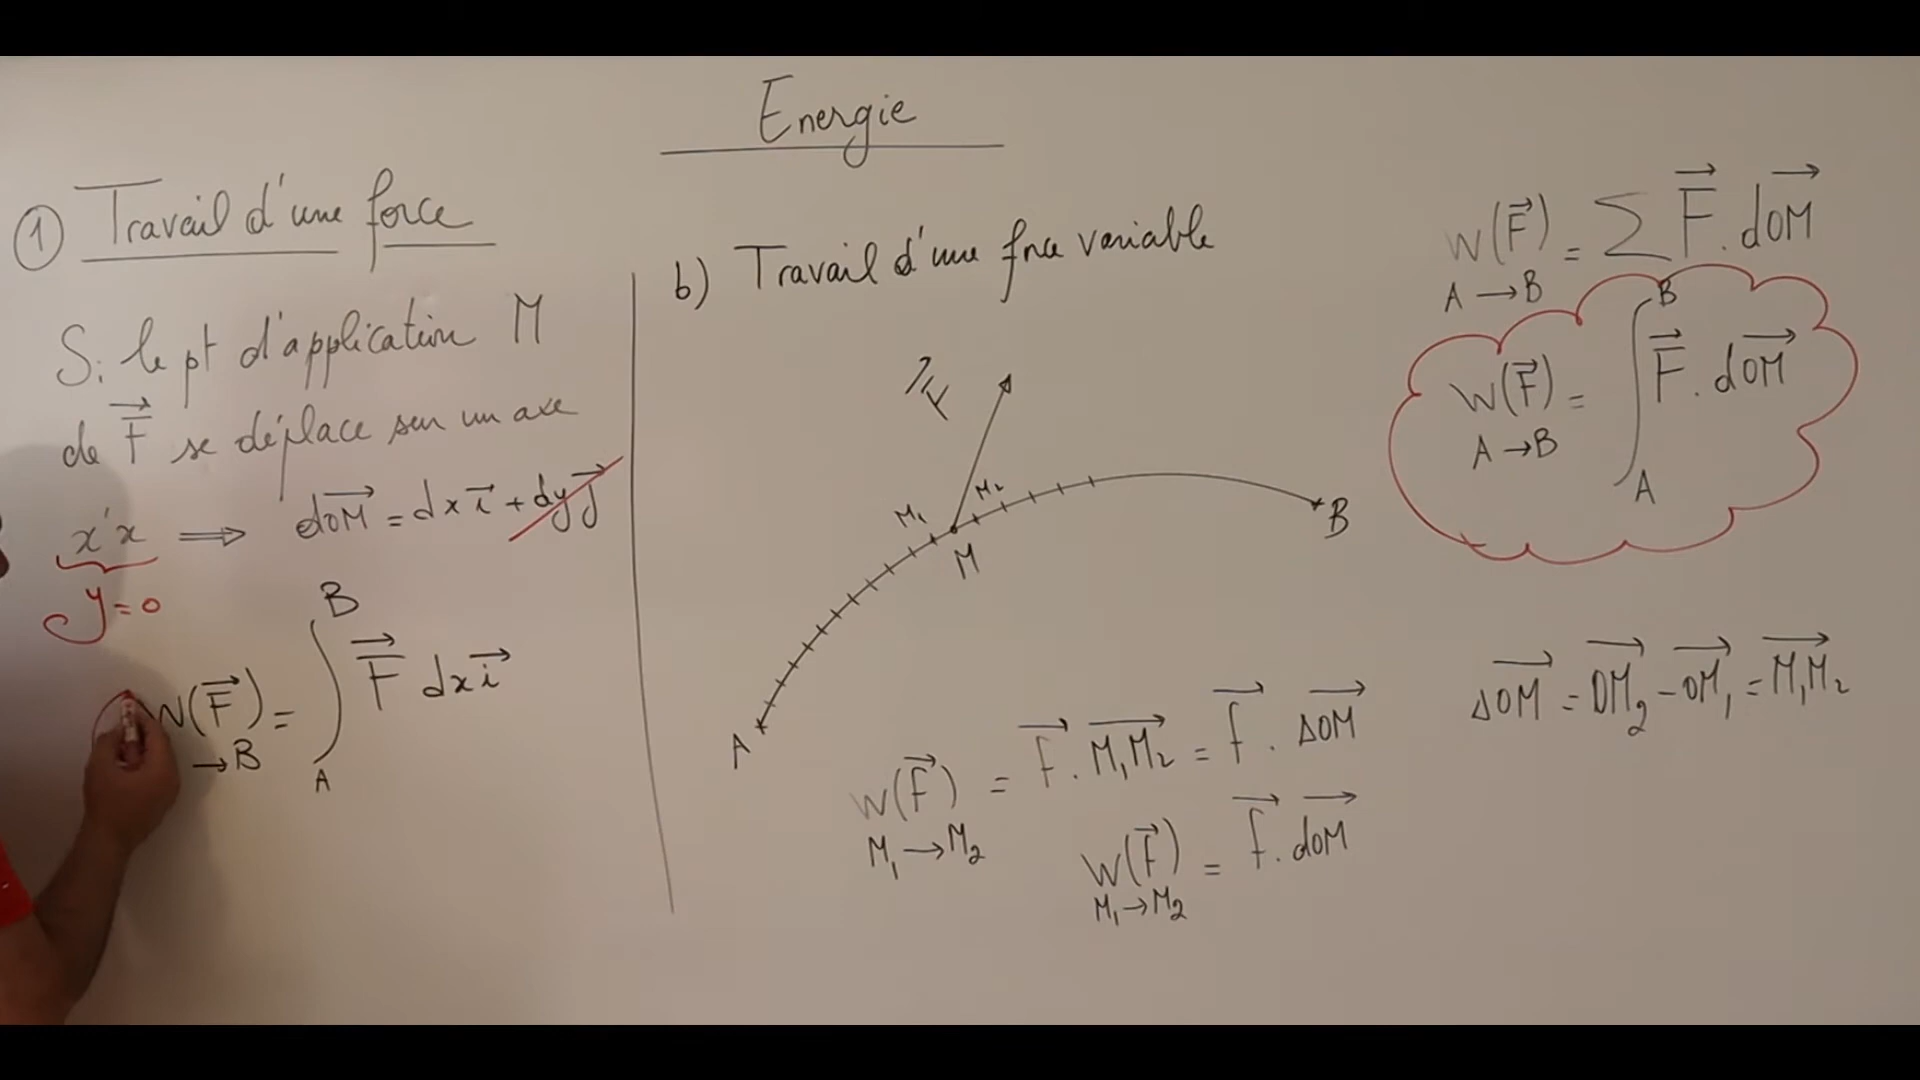 Energie
① Travail d'une force
Si le pt d'application M
de F⃗ se déplace sur un axe
x'x ⟹ dOM⃗ = dx i⃗ + dy j⃗
y = 0
W(F⃗) = ∫ F⃗ dx i⃗
→ B
B
A
b) Travail d'une force variable
F⃗
M₁
M₂
M
A
B
W(F⃗) = F⃗ . M₁M₂⃗ = F⃗ . ΔOM⃗
M₁ → M₂
W(F⃗) = F⃗ . dOM⃗
M₁ → M₂
W(F⃗) = Σ F⃗ . dOM⃗
A → B
W(F⃗) = ∫ F⃗ . dOM⃗
A → B
B
A
ΔOM⃗ = OM₂⃗ - OM₁⃗ = M₁M₂⃗